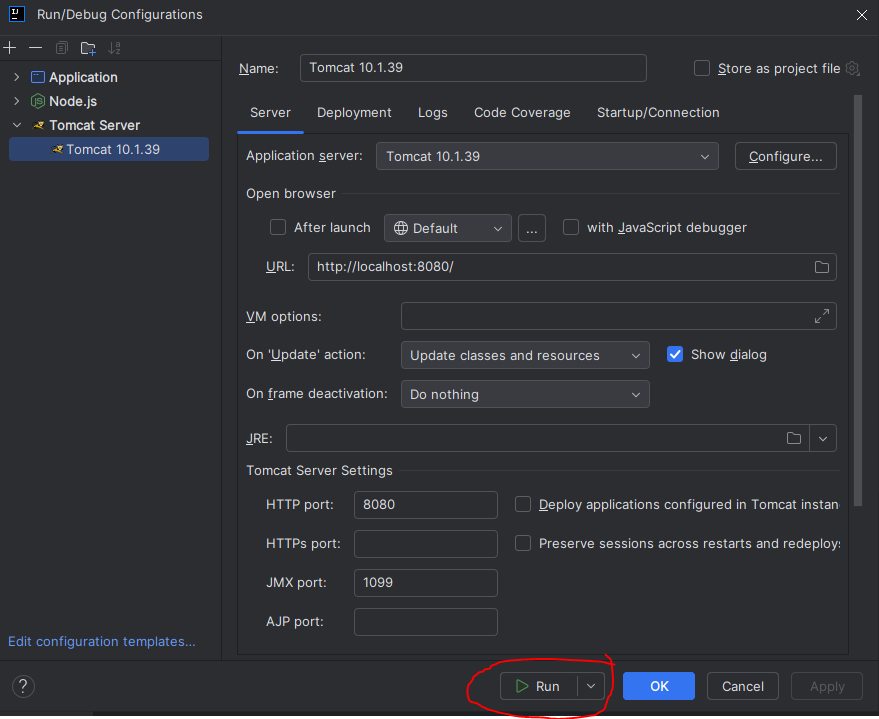 Run/Debug Configurations
Name: Tomcat 10.1.39 Store as project file
Application
Node.js
Tomcat Server
Tomcat 10.1.39
Server Deployment Logs Code Coverage Startup/Connection
Application server: Tomcat 10.1.39 Configure...
Open browser
After launch Default ... with JavaScript debugger
URL: http://localhost:8080/
VM options:
On 'Update' action: Update classes and resources Show dialog
On frame deactivation: Do nothing
JRE:
Tomcat Server Settings
HTTP port: 8080 Deploy applications configured in Tomcat instan
HTTPs port: Preserve sessions across restarts and redeploys
JMX port: 1099
AJP port:
Edit configuration templates...
? Run OK Cancel Apply